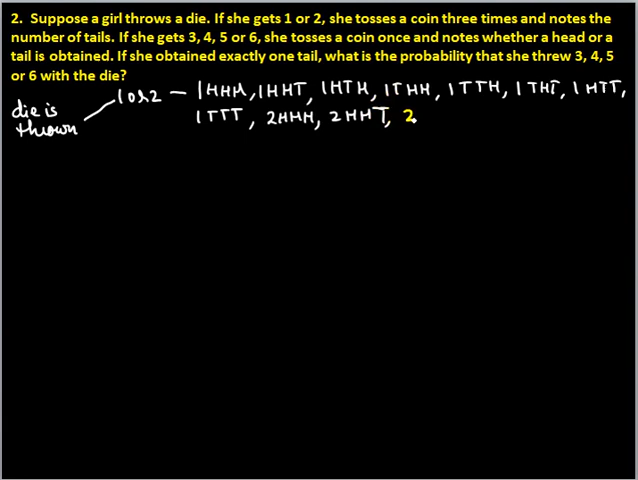 2. Suppose a girl throws a die. If she gets 1 or 2, she tosses a coin three times and notes the
number of tails. If she gets 3, 4, 5 or 6, she tosses a coin once and notes whether a head or a
tail is obtained. If she obtained exactly one tail, what is the probability that she threw 3, 4, 5
or 6 with the die?
die is thrown
1 or 2 – 1HHH, 1HHT, 1HTH, 1THH, 1TTH, 1THT, 1HTT,
1TTT, 2HHH, 2HHT, 2